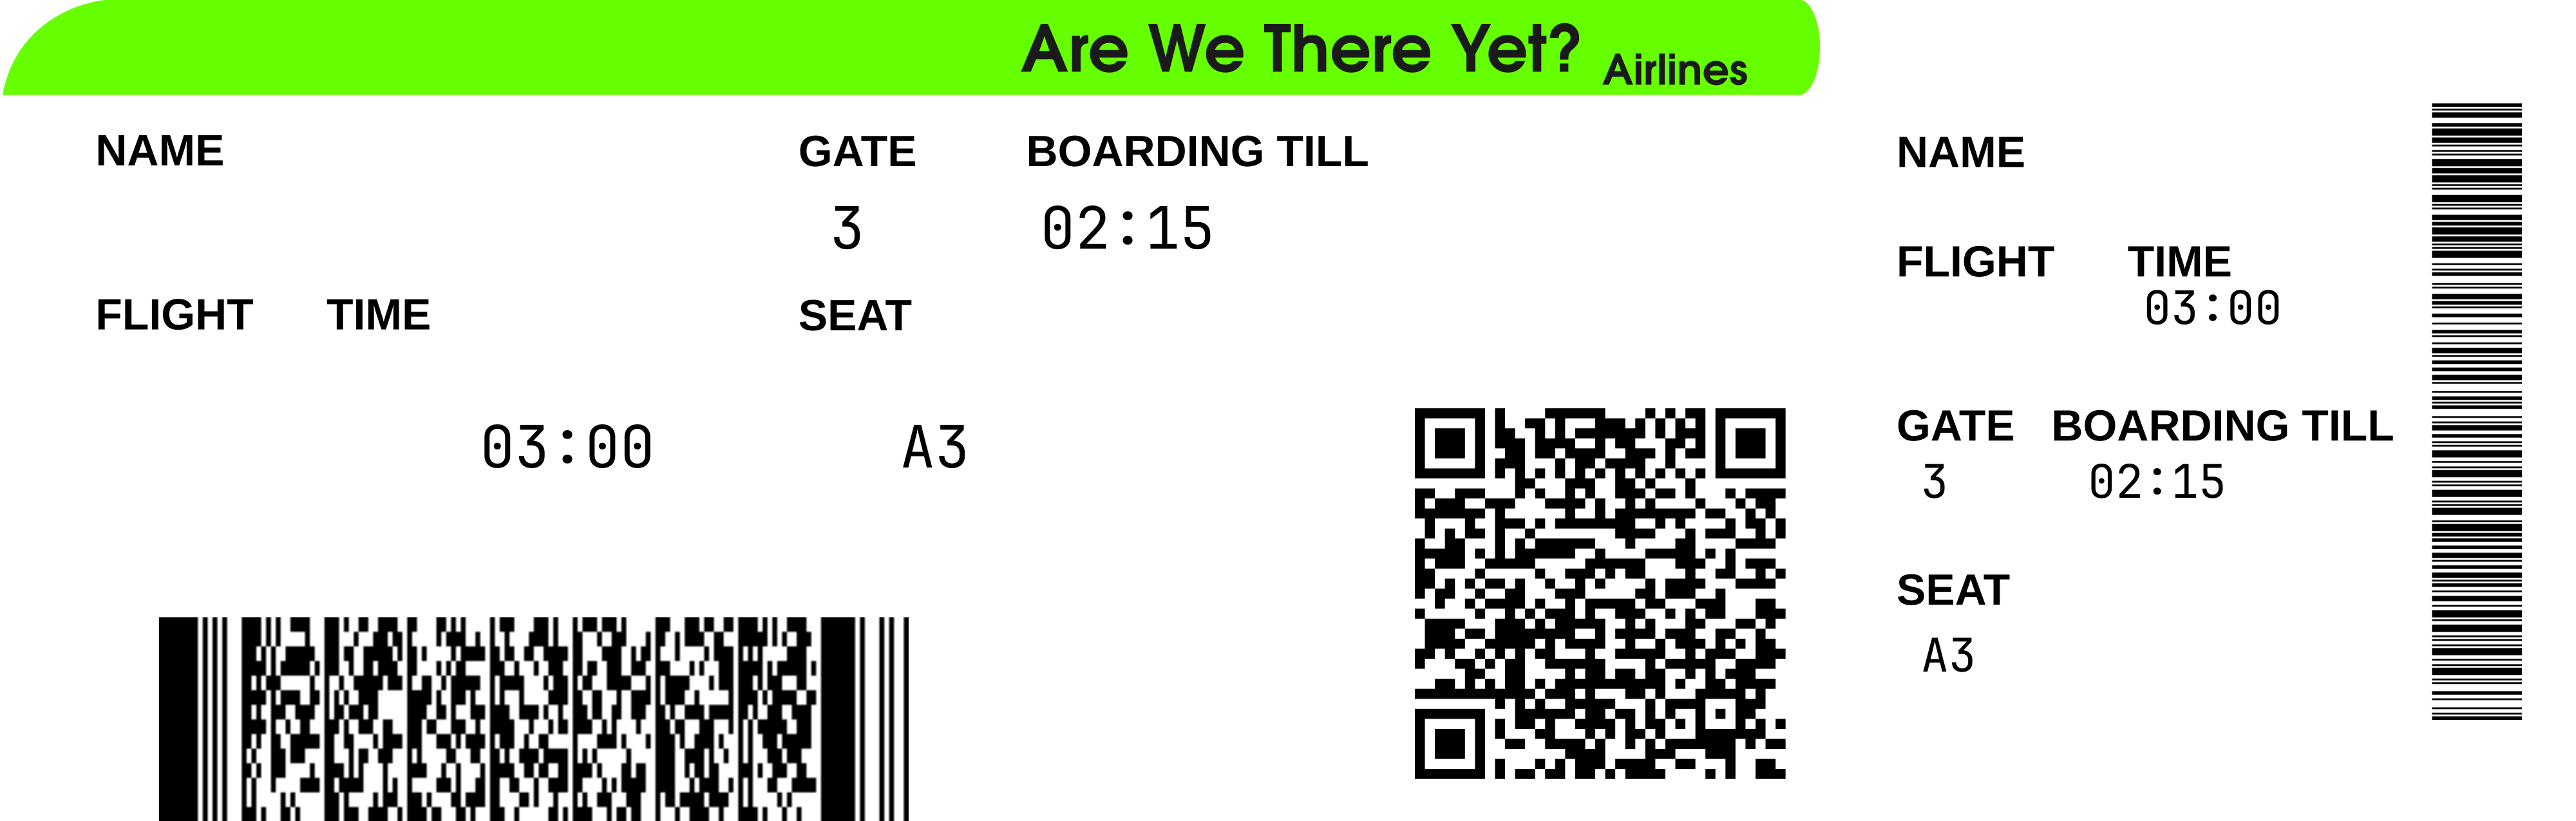 Are We There Yet? Airlines
NAME
GATE BOARDING TILL
3 02:15
FLIGHT TIME
SEAT
03:00
A3
NAME
FLIGHT TIME
03:00
GATE BOARDING TILL
3 02:15
SEAT
A3